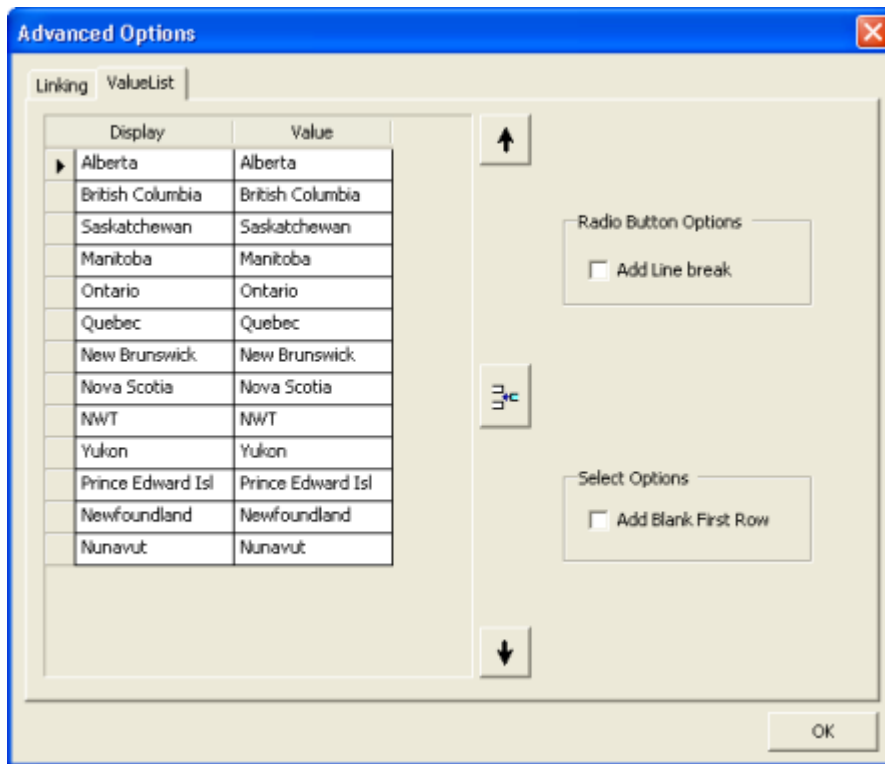 Advanced Options
Linking ValueList
Display Value
Alberta Alberta
British Columbia British Columbia
Saskatchewan Saskatchewan
Radio Button Options
Manitoba Manitoba
Add Line break
Ontario Ontario
Quebec Quebec
New Brunswick New Brunswick
Nova Scotia Nova Scotia
NWT NWT
Yukon Yukon
Prince Edward Isl Prince Edward Isl
Select Options
Newfoundland Newfoundland
Add Blank First Row
Nunavut Nunavut
OK